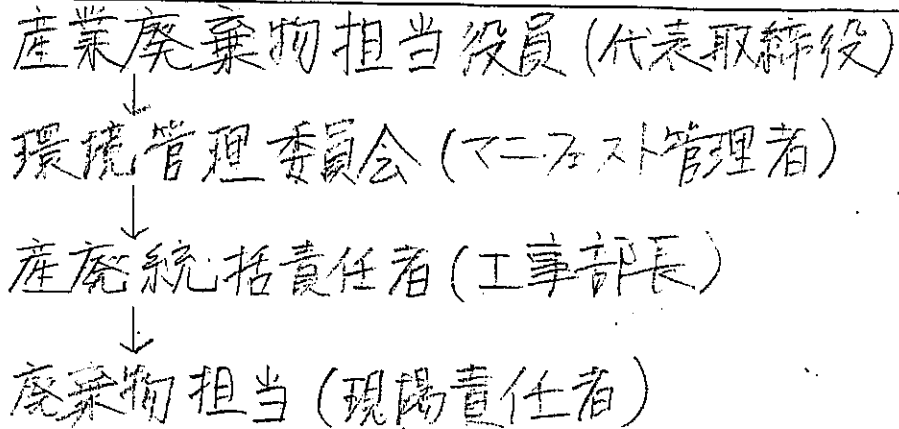 産業廃棄物担当役員(代表取締役)
↓
環境管理委員会(マニフェスト管理者)
↓
産廃統括責任者(工事部長)
↓
廃棄物担当(現場責任者)